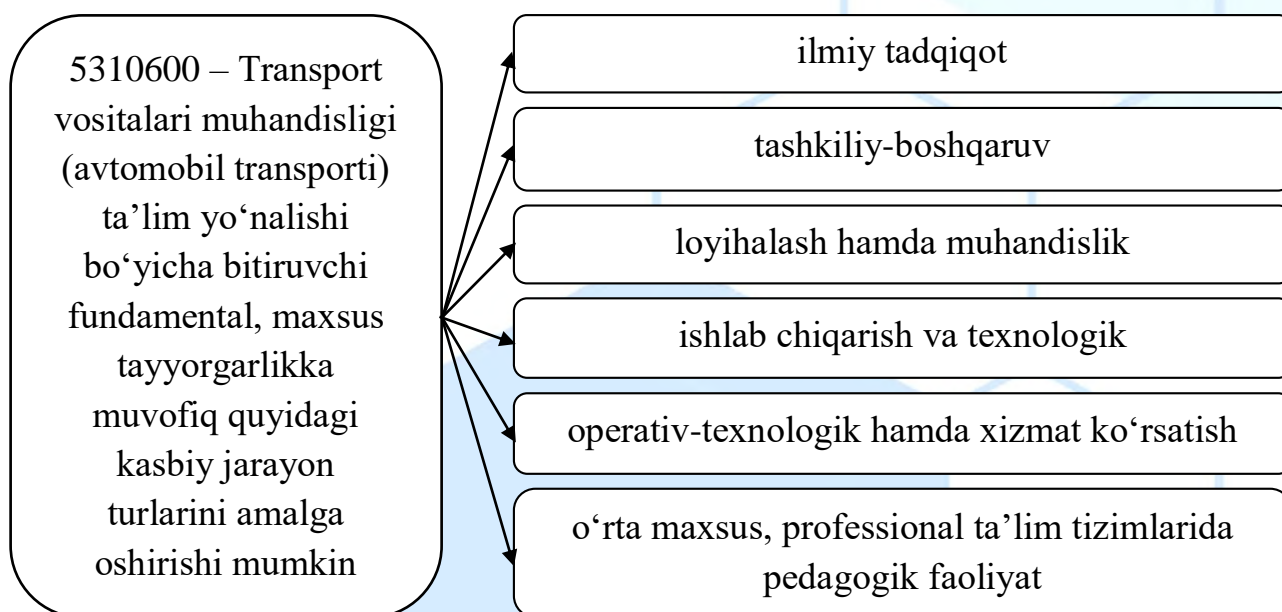 5310600 – Transport
vositalari muhandisligi
(avtomobil transporti)
ta’lim yo‘nalishi
bo‘yicha bitiruvchi
fundamental, maxsus
tayyorgarlikka
muvofiq quyidagi
kasbiy jarayon
turlarini amalga
oshirishi mumkin
ilmiy tadqiqot
tashkiliy-boshqaruv
loyihalash hamda muhandislik
ishlab chiqarish va texnologik
operativ-texnologik hamda xizmat ko‘rsatish
o‘rta maxsus, professional ta’lim tizimlarida
pedagogik faoliyat